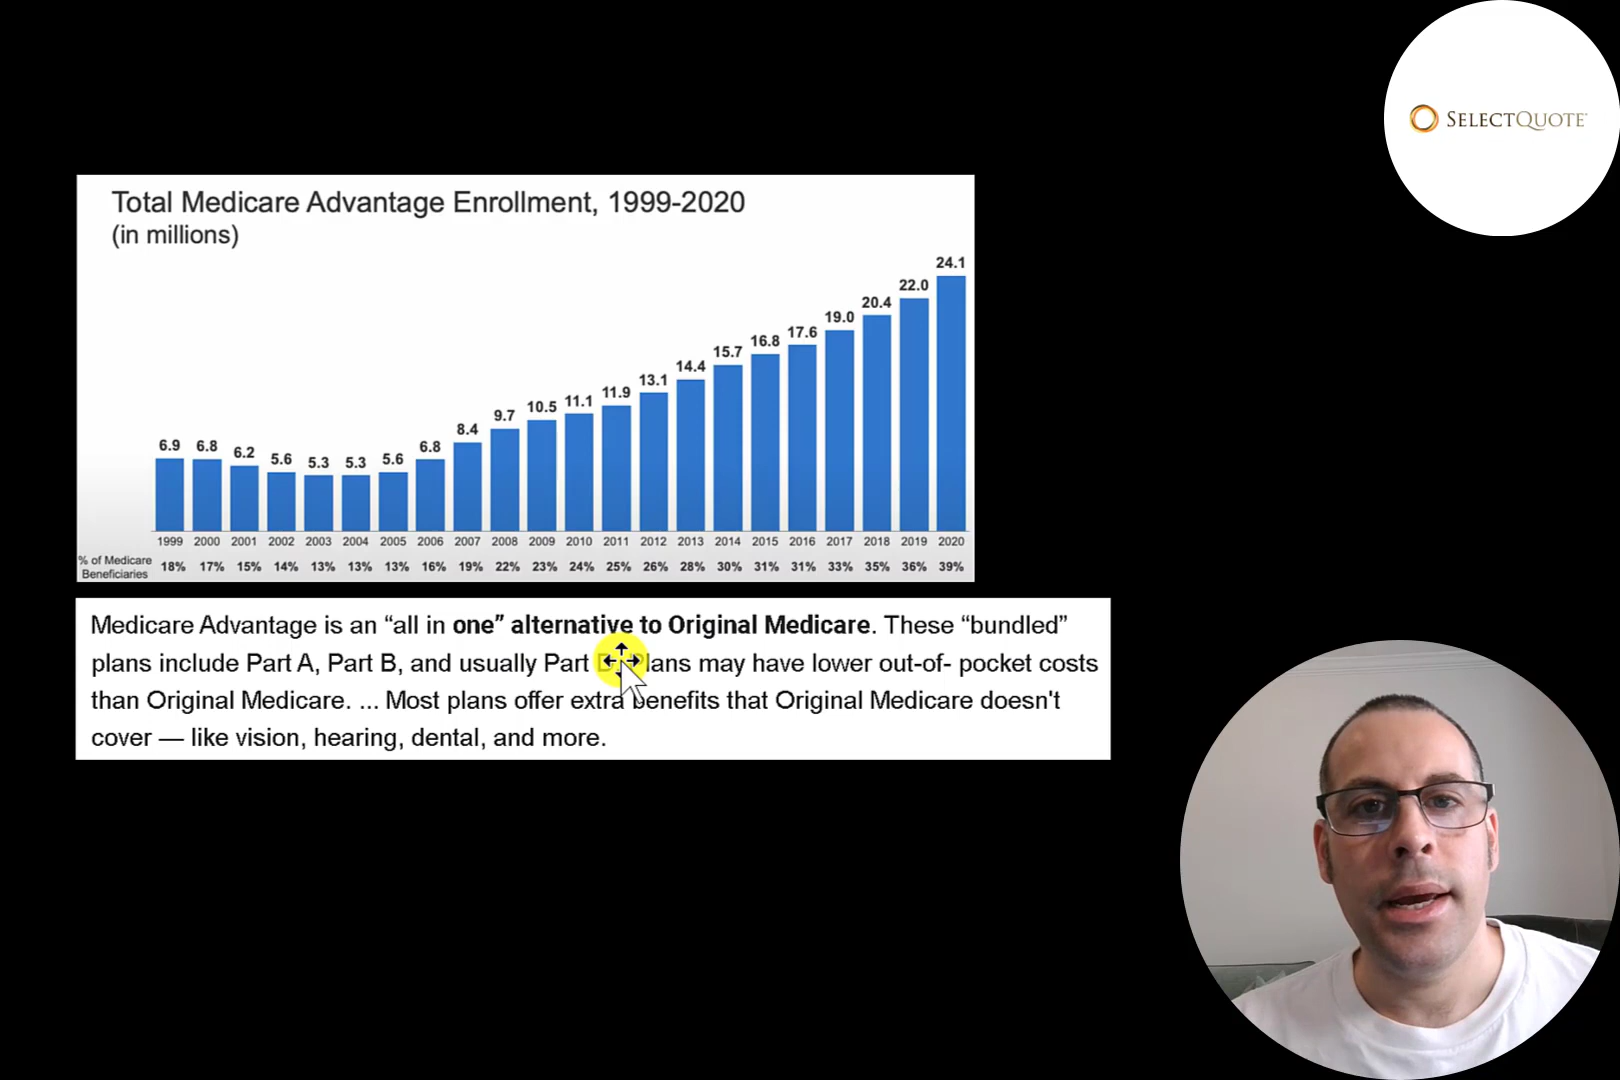 SELECTQUOTE
Total Medicare Advantage Enrollment, 1999-2020
(in millions)
6.9 6.8 6.2 5.6 5.3 5.3 5.6 6.8 8.4 9.7 10.5 11.1 11.9 13.1 14.4 15.7 16.8 17.6 19.0 20.4 22.0 24.1
1999 2000 2001 2002 2003 2004 2005 2006 2007 2008 2009 2010 2011 2012 2013 2014 2015 2016 2017 2018 2019 2020
% of Medicare
Beneficiaries
18% 17% 15% 14% 13% 13% 13% 16% 19% 22% 23% 24% 25% 26% 28% 30% 31% 31% 33% 35% 36% 39%
Medicare Advantage is an “all in one” alternative to Original Medicare. These “bundled”
plans include Part A, Part B, and usually Part may have lower out-of- pocket costs
than Original Medicare. ... Most plans offer extra benefits that Original Medicare doesn't
cover — like vision, hearing, dental, and more.